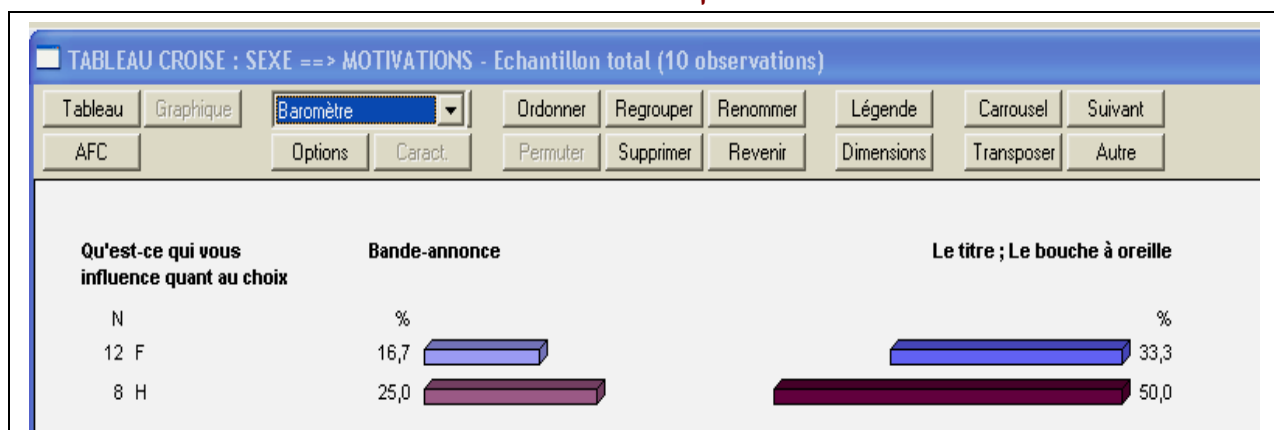 TABLEAU CROISE : SEXE ==> MOTIVATIONS - Echantillon total (10 observations)
Tableau Graphique Baromètre Ordonner Regrouper Renommer Légende Carrousel Suivant
AFC Options Caract. Permuter Supprimer Revenir Dimensions Transposer Autre
Qu'est-ce qui vous Bande-annonce Le titre ; Le bouche à oreille
influence quant au choix
N % %
12 F 16,7 33,3
8 H 25,0 50,0